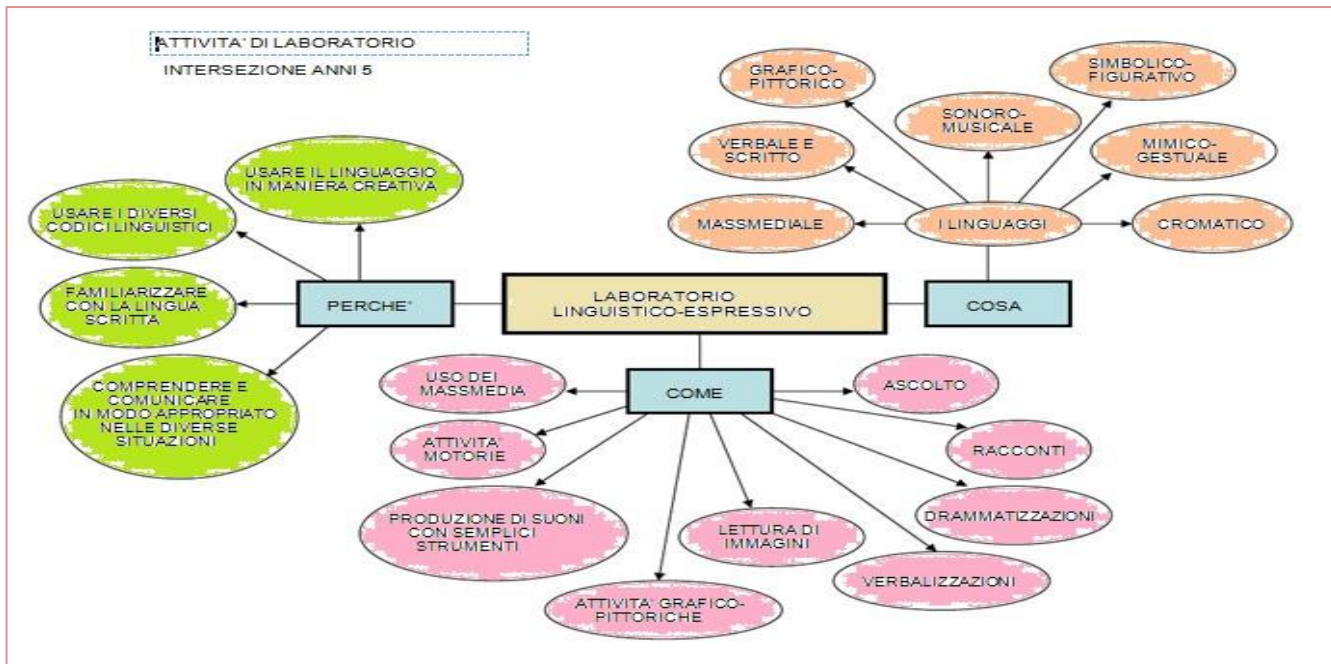 ATTIVITA' DI LABORATORIO
INTERSEZIONE ANNI 5
GRAFICO-
PITTORICO
SIMBOLICO-
FIGURATIVO
SONORO-
MUSICALE
VERBALE E
SCRITTO
MIMICO-
GESTUALE
MASSMEDIALE
I LINGUAGGI
CROMATICO
USARE IL LINGUAGGIO
IN MANIERA CREATIVA
USARE I DIVERSI
CODICI LINGUISTICI
FAMILIARIZZARE
CON LA LINGUA
SCRITTA
COMPRENDERE E
COMUNICARE
IN MODO APPROPRIATO
NELLE DIVERSE
SITUAZIONI
PERCHE'
LABORATORIO
LINGUISTICO-ESPRESSIVO
COSA
COME
USO DEI
MASSMEDIA
ASCOLTO
ATTIVITA'
MOTORIE
RACCONTI
PRODUZIONE DI SUONI
CON SEMPLICI
STRUMENTI
LETTURA DI
IMMAGINI
DRAMMATIZZAZIONI
VERBALIZZAZIONI
ATTIVITA' GRAFICO-
PITTORICHE